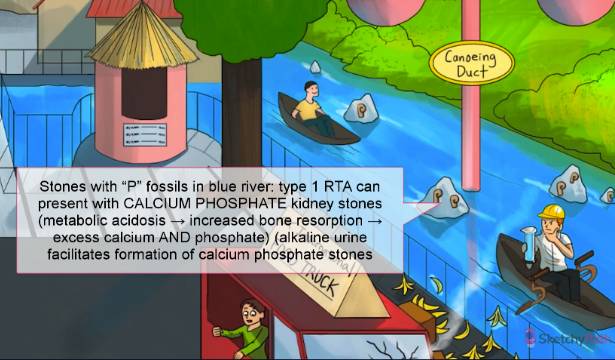 Canoeing
Duct
Stones with “P” fossils in blue river: type 1 RTA can
present with CALCIUM PHOSPHATE kidney stones
(metabolic acidosis → increased bone resorption →
excess calcium AND phosphate) (alkaline urine
facilitates formation of calcium phosphate stones
TRUCK
P
P
P
P
P
P
Sketchy